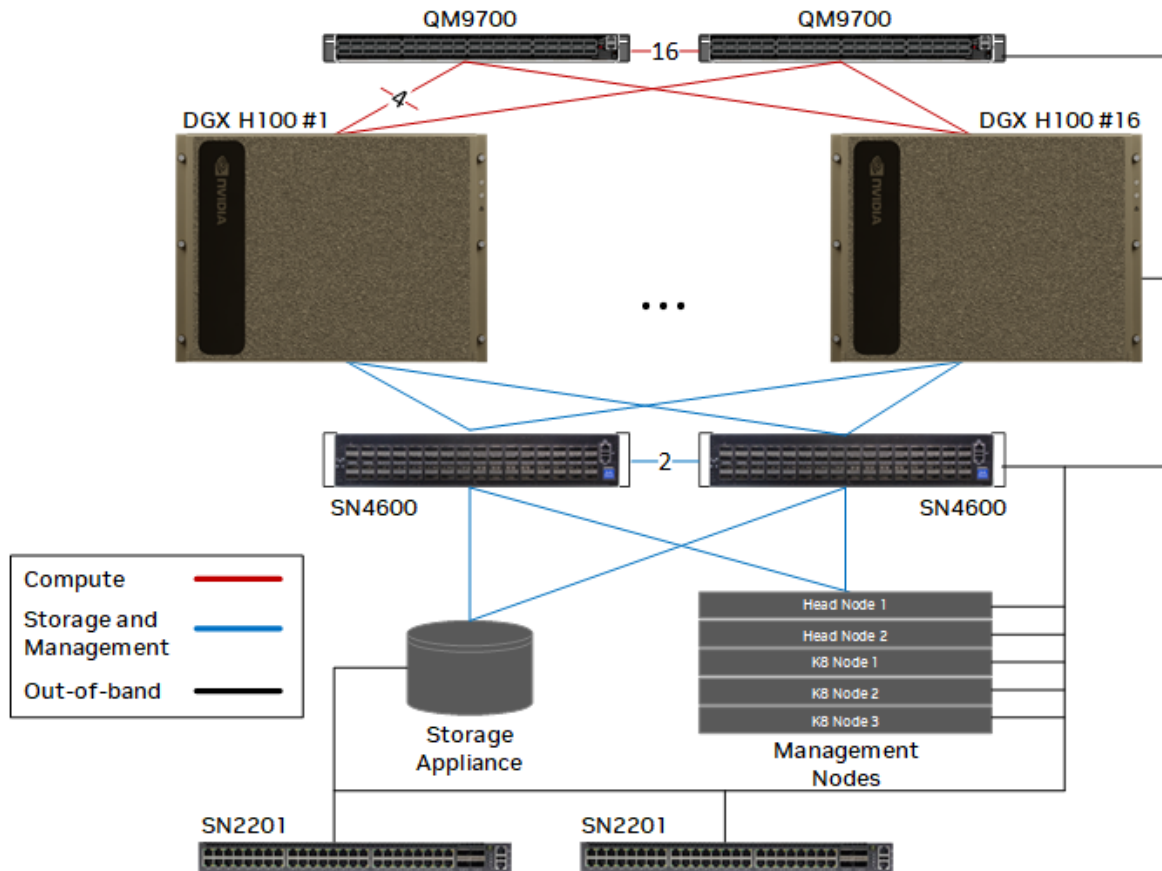 QM9700
QM9700
16
4
DGX H100 #1
DGX H100 #16
NVIDIA
NVIDIA
...
2
SN4600
SN4600
Compute
Storage and
Management
Out-of-band
Head Node 1
Head Node 2
K8 Node 1
K8 Node 2
K8 Node 3
Storage
Appliance
Management
Nodes
SN2201
SN2201